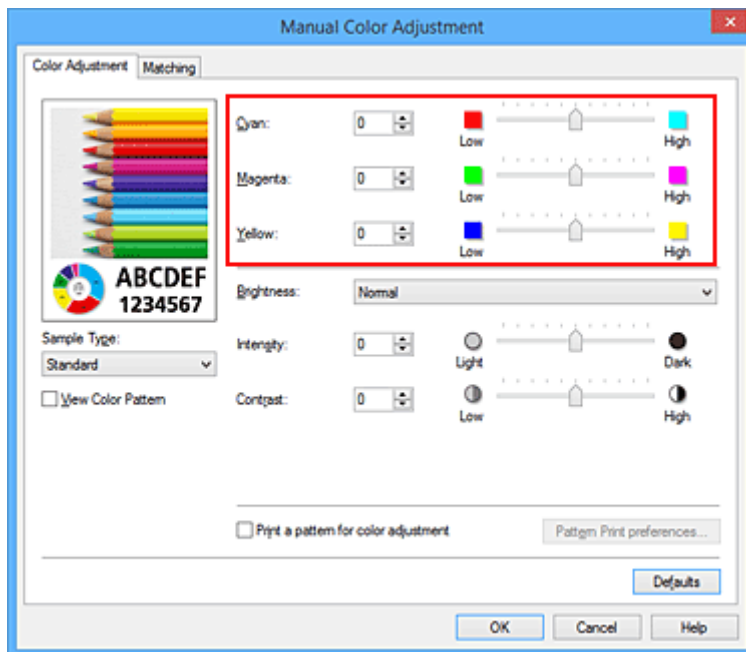 Manual Color Adjustment
Color Adjustment Matching
Cyan: 0 Low High
Magenta: 0 Low High
Yellow: 0 Low High
ABCDEF
1234567
Brightness: Normal
Sample Type:
Standard
Intensity: 0 Light Dark
View Color Pattern
Contrast: 0 Low High
Print a pattern for color adjustment Pattern Print preferences...
Defaults
OK Cancel Help